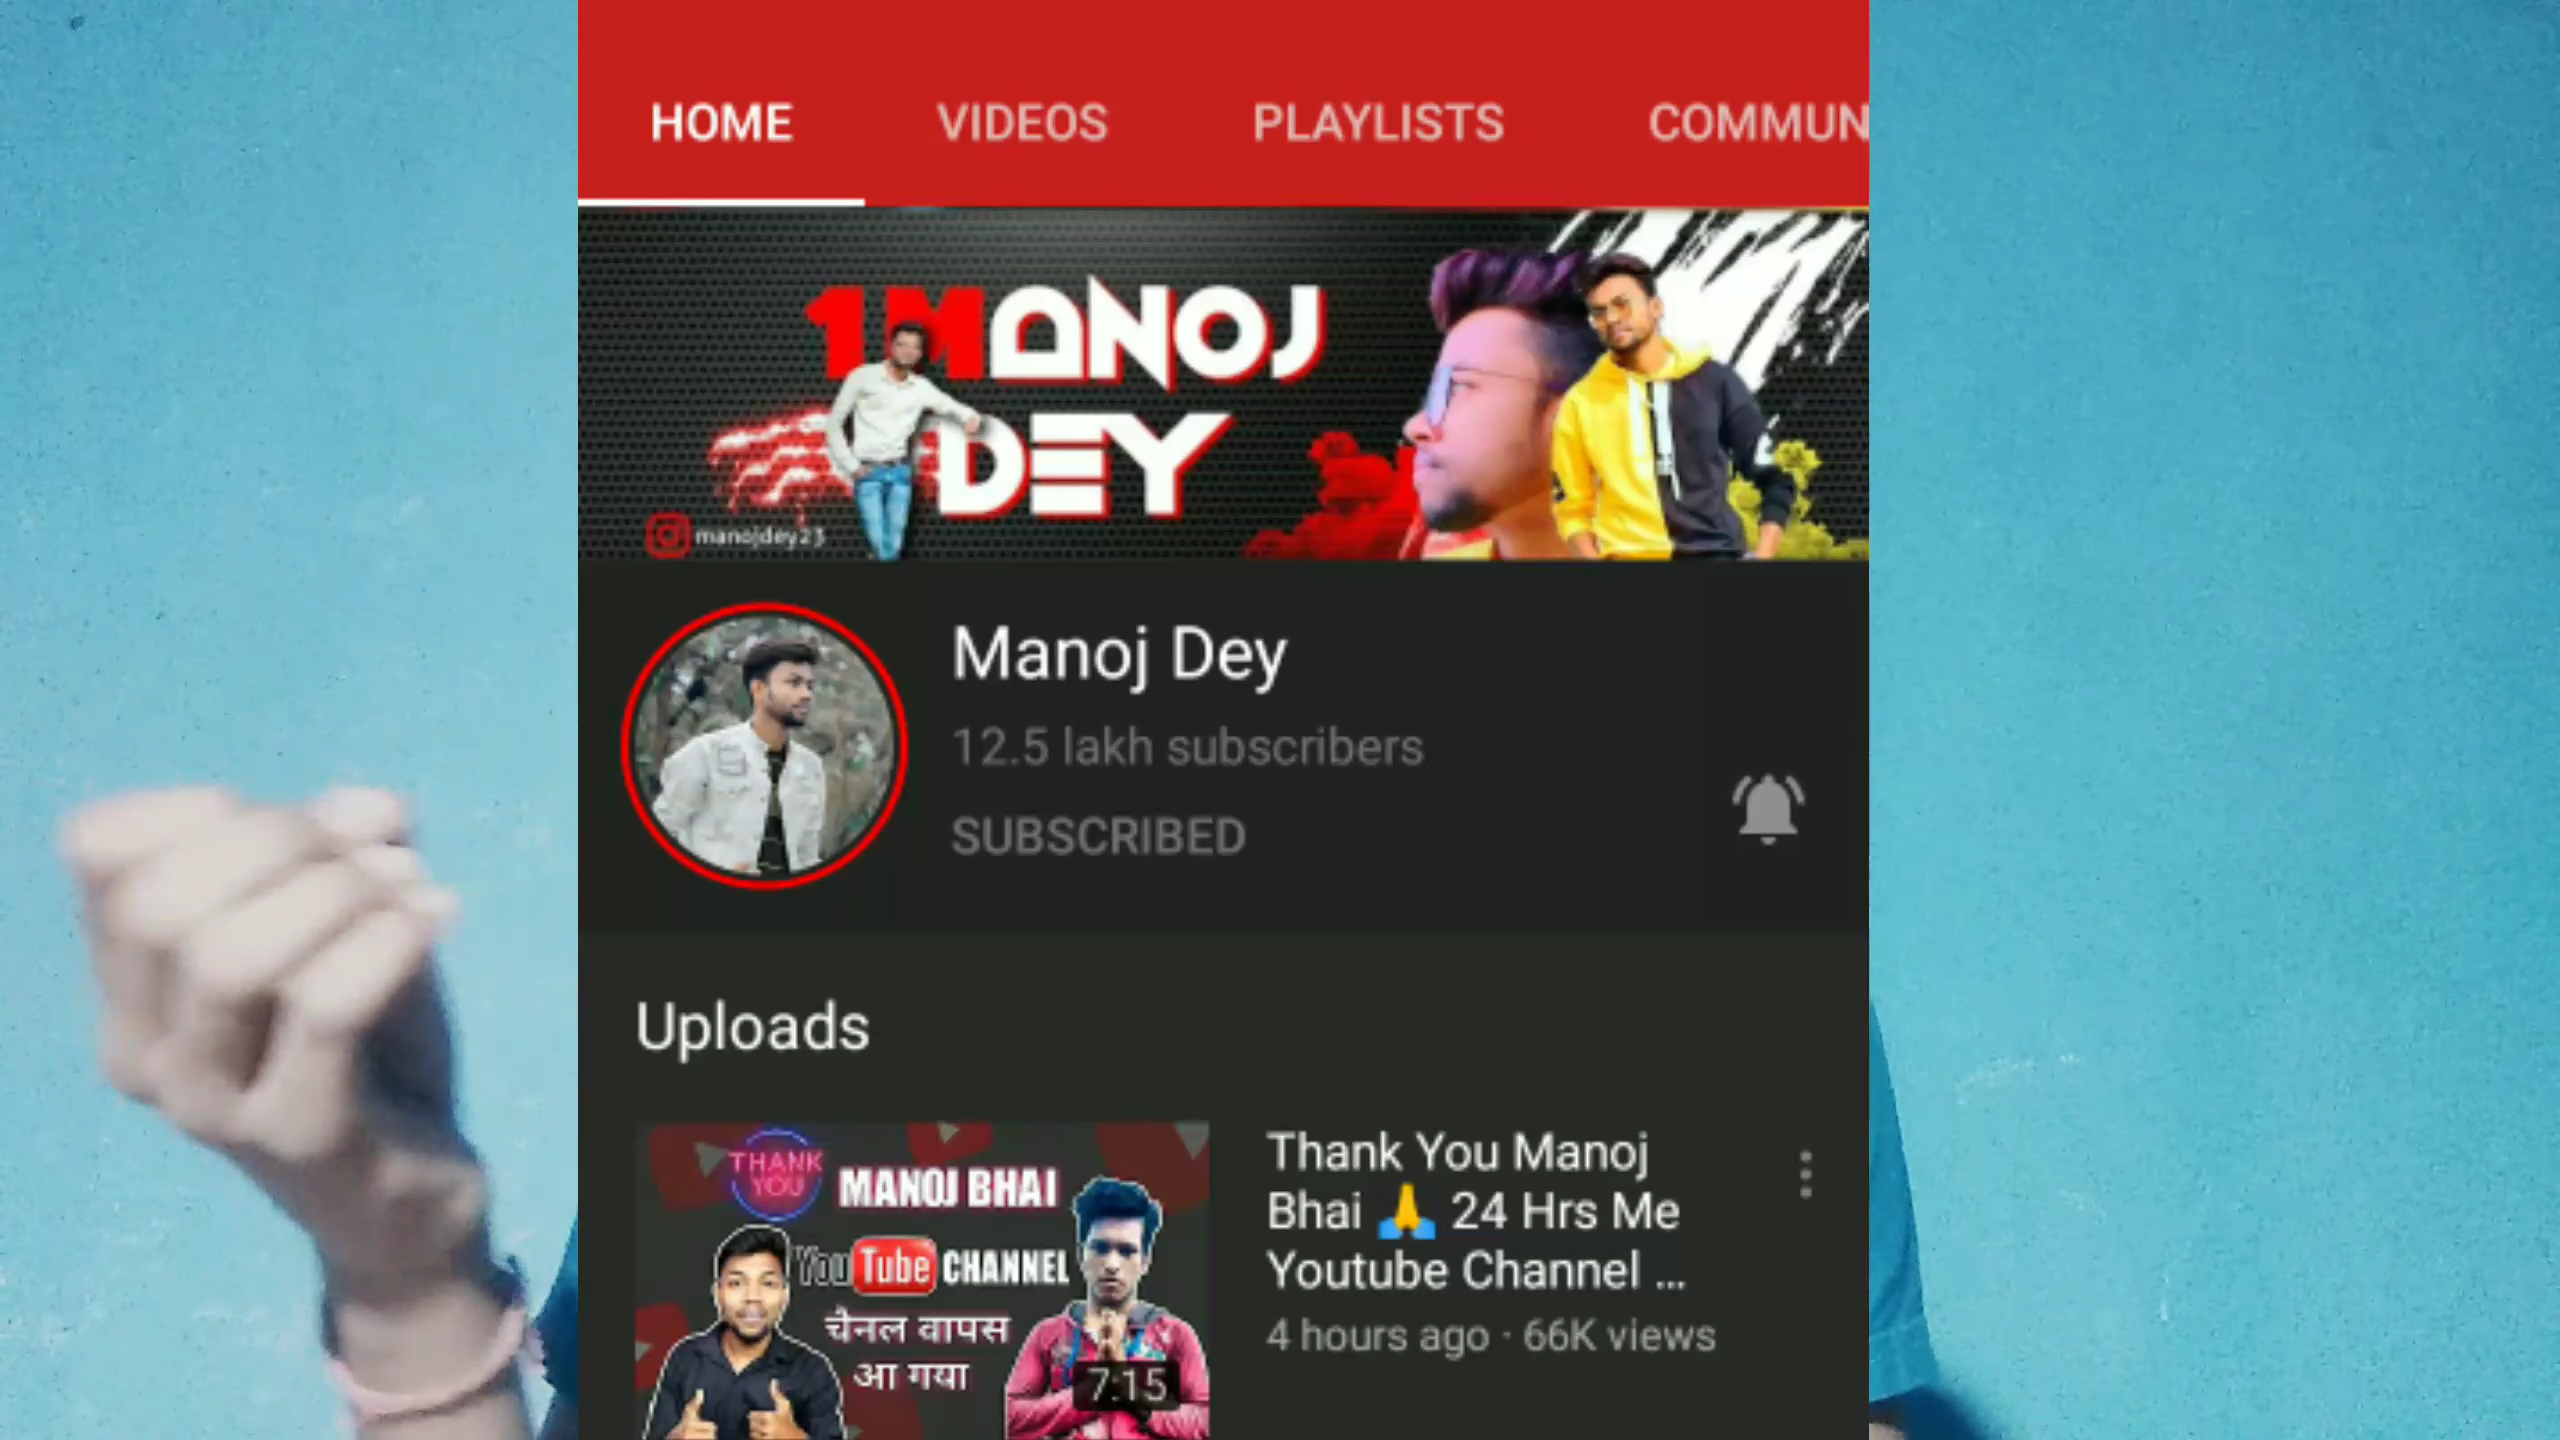 HOME VIDEOS PLAYLISTS COMMUN
1MANOJ
DEY
manojdey23
Manoj Dey
12.5 lakh subscribers
SUBSCRIBED
Uploads
THANK
YOU
MANOJ BHAI
YouTube CHANNEL
चैनल वापस
आ गया
7:15
Thank You Manoj
Bhai 🙏 24 Hrs Me
Youtube Channel ...
4 hours ago · 66K views